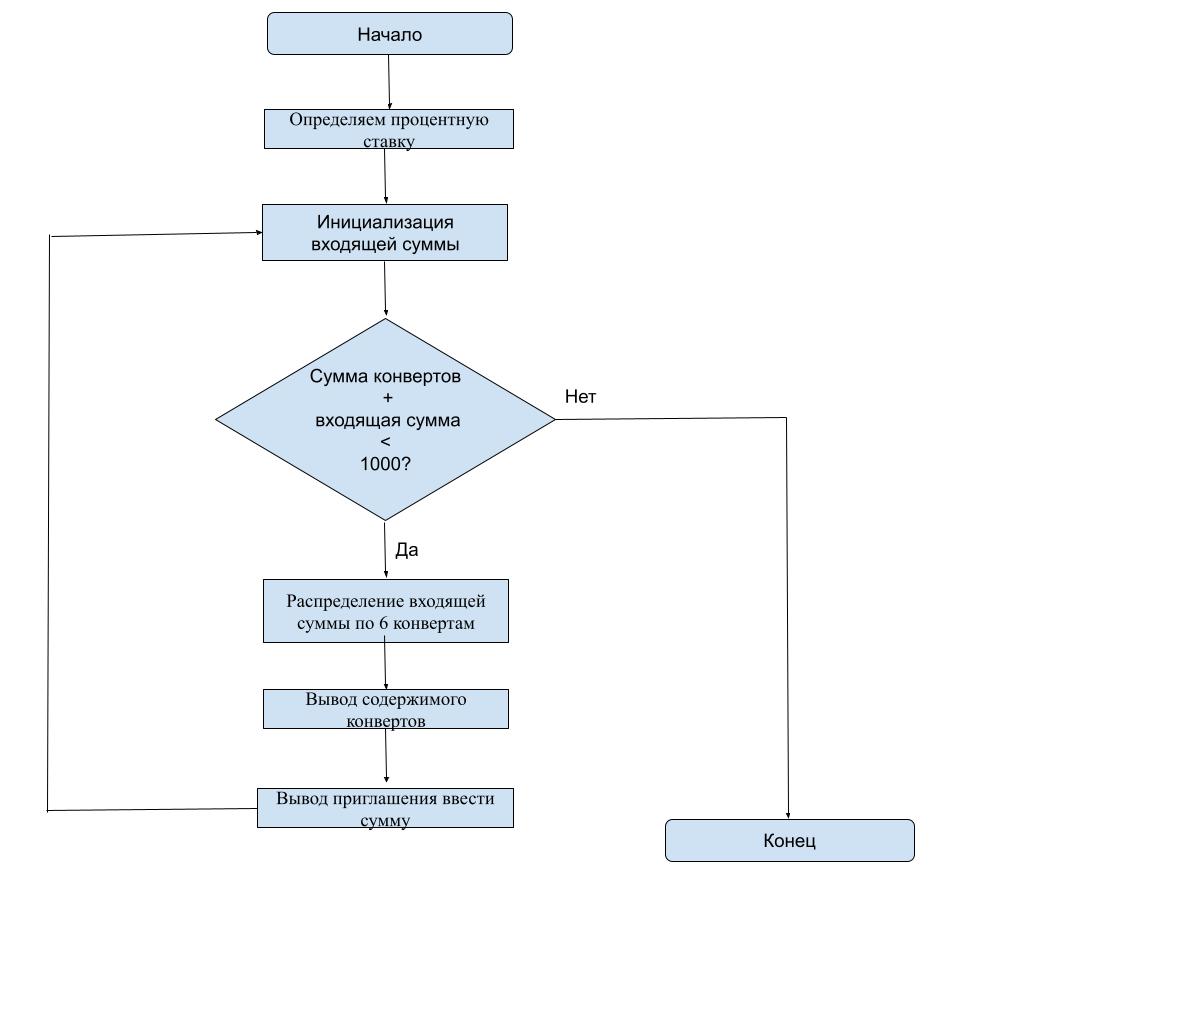 Начало
Определяем процентную
ставку
Инициализация
входящей суммы
Сумма конвертов
+
входящая сумма
<
1000?
Нет
Да
Распределение входящей
суммы по 6 конвертам
Вывод содержимого
конвертов
Вывод приглашения ввести
сумму
Конец